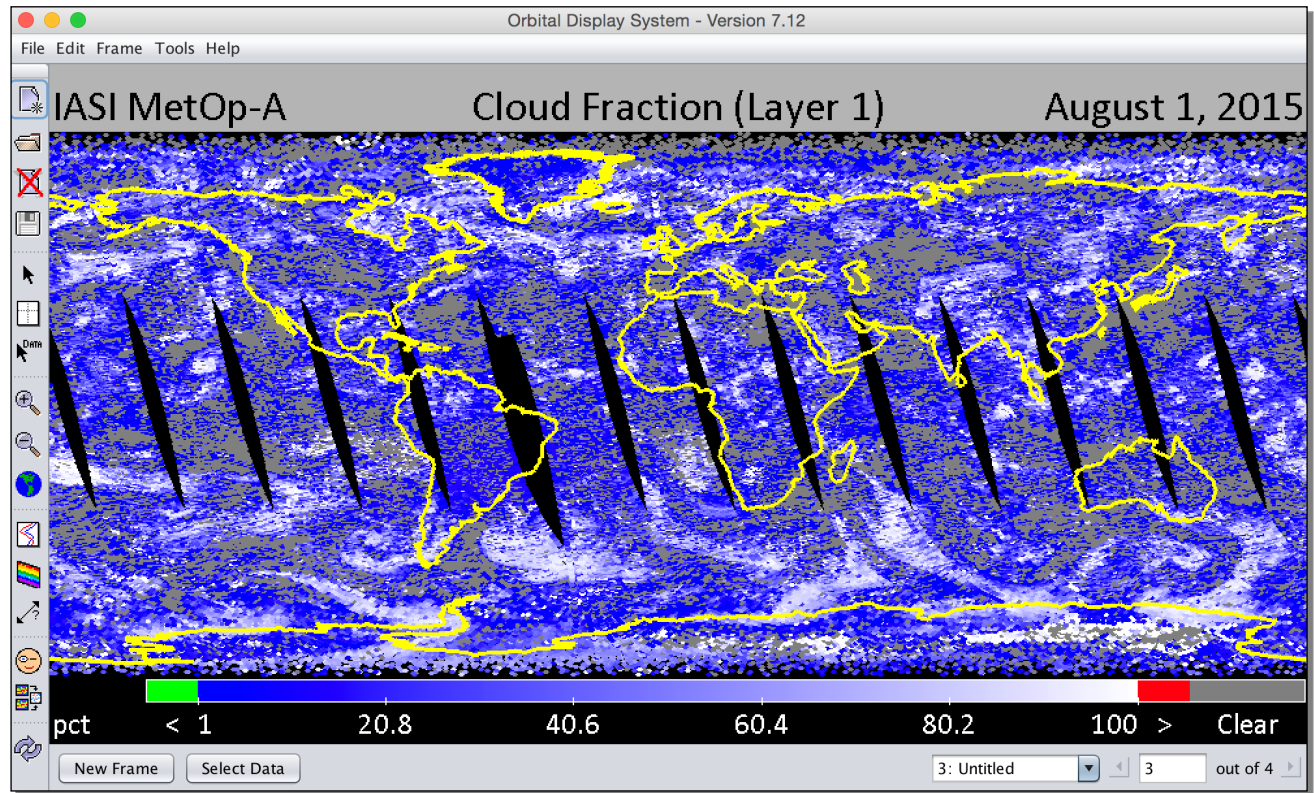 Orbital Display System - Version 7.12
File Edit Frame Tools Help
IASI MetOp-A Cloud Fraction (Layer 1) August 1, 2015
DATA
pct < 1 20.8 40.6 60.4 80.2 100 > Clear
New Frame Select Data 3: Untitled 3 out of 4